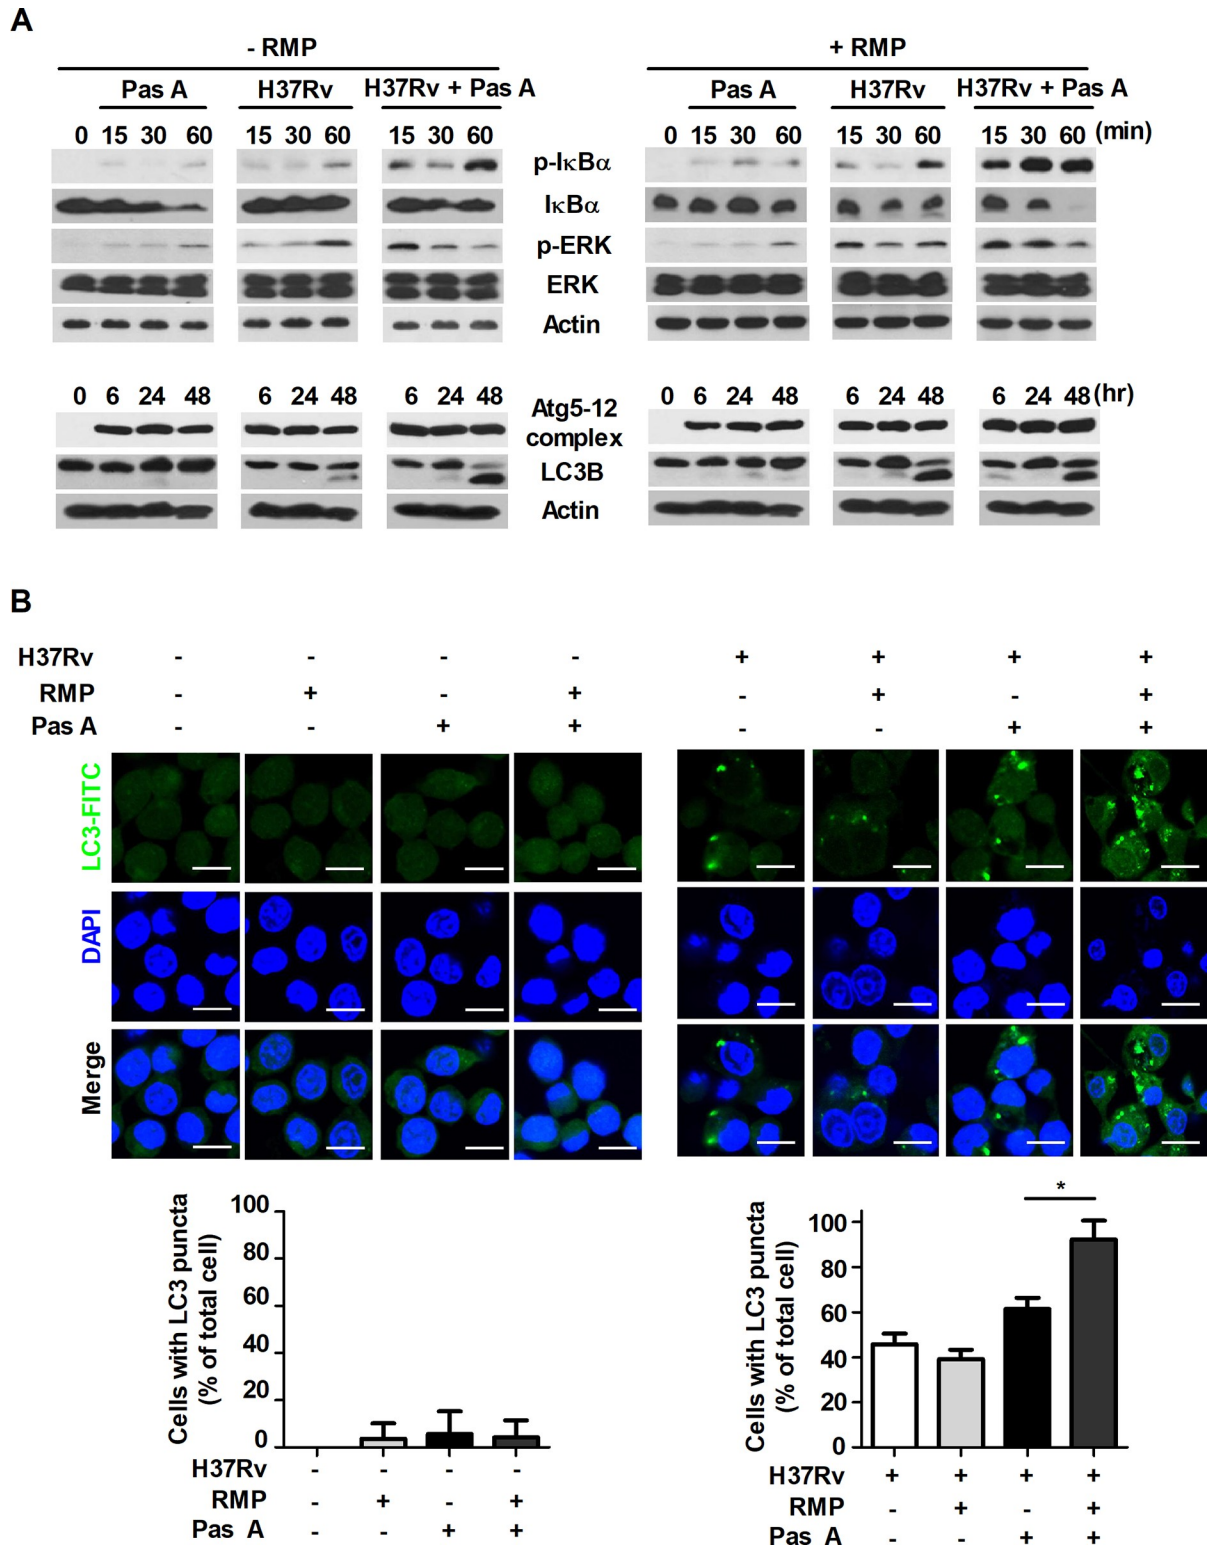 A
- RMP
+ RMP
Pas A H37Rv H37Rv + Pas A
Pas A H37Rv H37Rv + Pas A
0 15 30 60 15 30 60 15 30 60
0 15 30 60 15 30 60 15 30 60 (min)
p-IκBα
IκBα
p-ERK
ERK
Actin
0 6 24 48 6 24 48 6 24 48
0 6 24 48 6 24 48 6 24 48 (hr)
Atg5-12
complex
LC3B
Actin
B
H37Rv - - - - + + + +
RMP - + - + - + - +
Pas A - - + + - - + +
LC3-FITC
DAPI
Merge
Cells with LC3 puncta
(% of total cell)
100
80
60
40
20
0
H37Rv - - - -
RMP - + - +
Pas A - - + +
Cells with LC3 puncta
(% of total cell)
*
100
80
60
40
20
0
H37Rv + + + +
RMP - + - +
Pas A - - + +